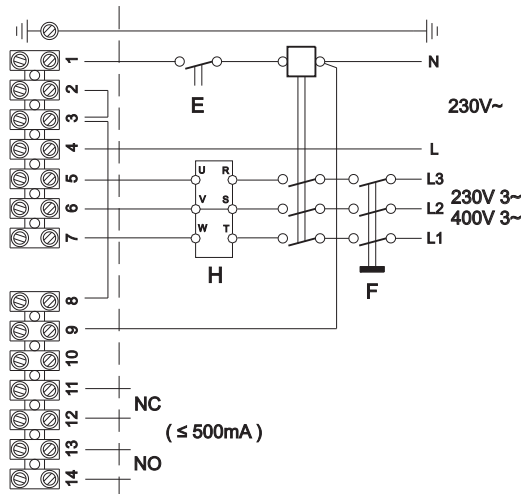 1 N
E
2
230V~
3
4 L
U R
5 L3
230V 3~
V S
6 L2
400V 3~
W T
7 L1
H
F
8
9
10
11
NC
12
( ≤ 500mA )
13
NO
14